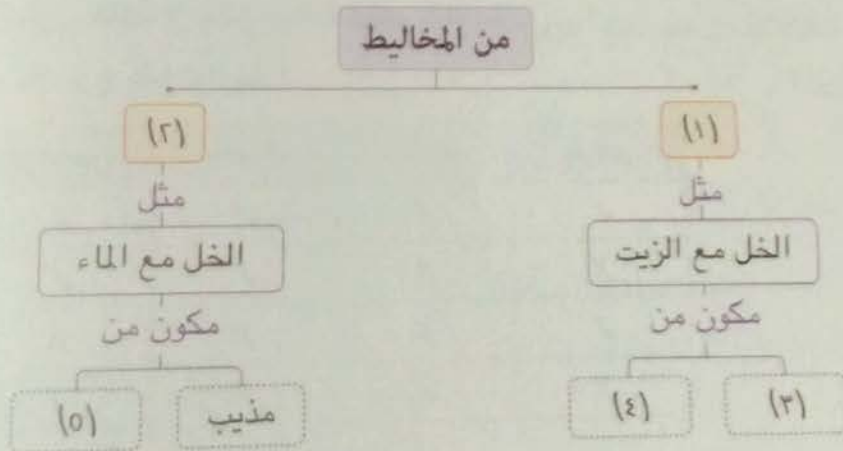 من المخاليط
(١) (٢)
مثل مثل
الخل مع الزيت الخل مع الماء
مكون من مكون من
(٣) (٤) مذيب (٥)